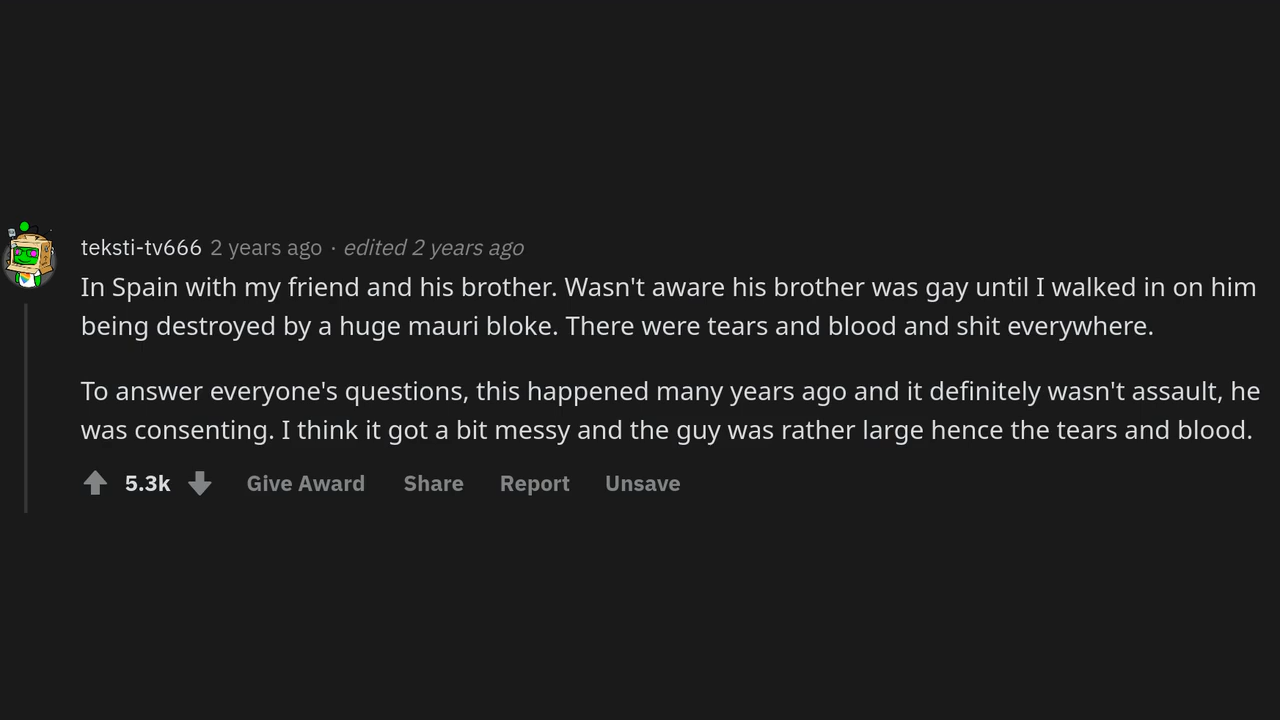 teksti-tv666 2 years ago · edited 2 years ago
In Spain with my friend and his brother. Wasn't aware his brother was gay until I walked in on him
being destroyed by a huge mauri bloke. There were tears and blood and shit everywhere.
To answer everyone's questions, this happened many years ago and it definitely wasn't assault, he
was consenting. I think it got a bit messy and the guy was rather large hence the tears and blood.
5.3k Give Award Share Report Unsave